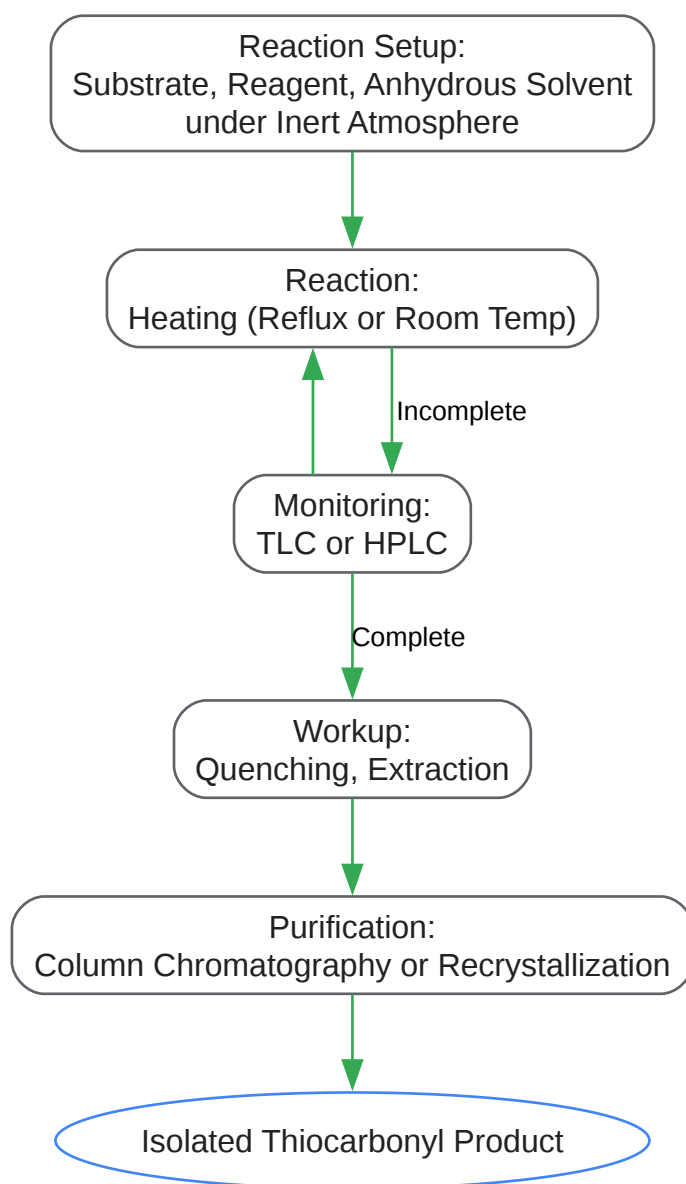 Reaction Setup:
Substrate, Reagent, Anhydrous Solvent
under Inert Atmosphere
Reaction:
Heating (Reflux or Room Temp)
Incomplete
Monitoring:
TLC or HPLC
Complete
Workup:
Quenching, Extraction
Purification:
Column Chromatography or Recrystallization
Isolated Thiocarbonyl Product